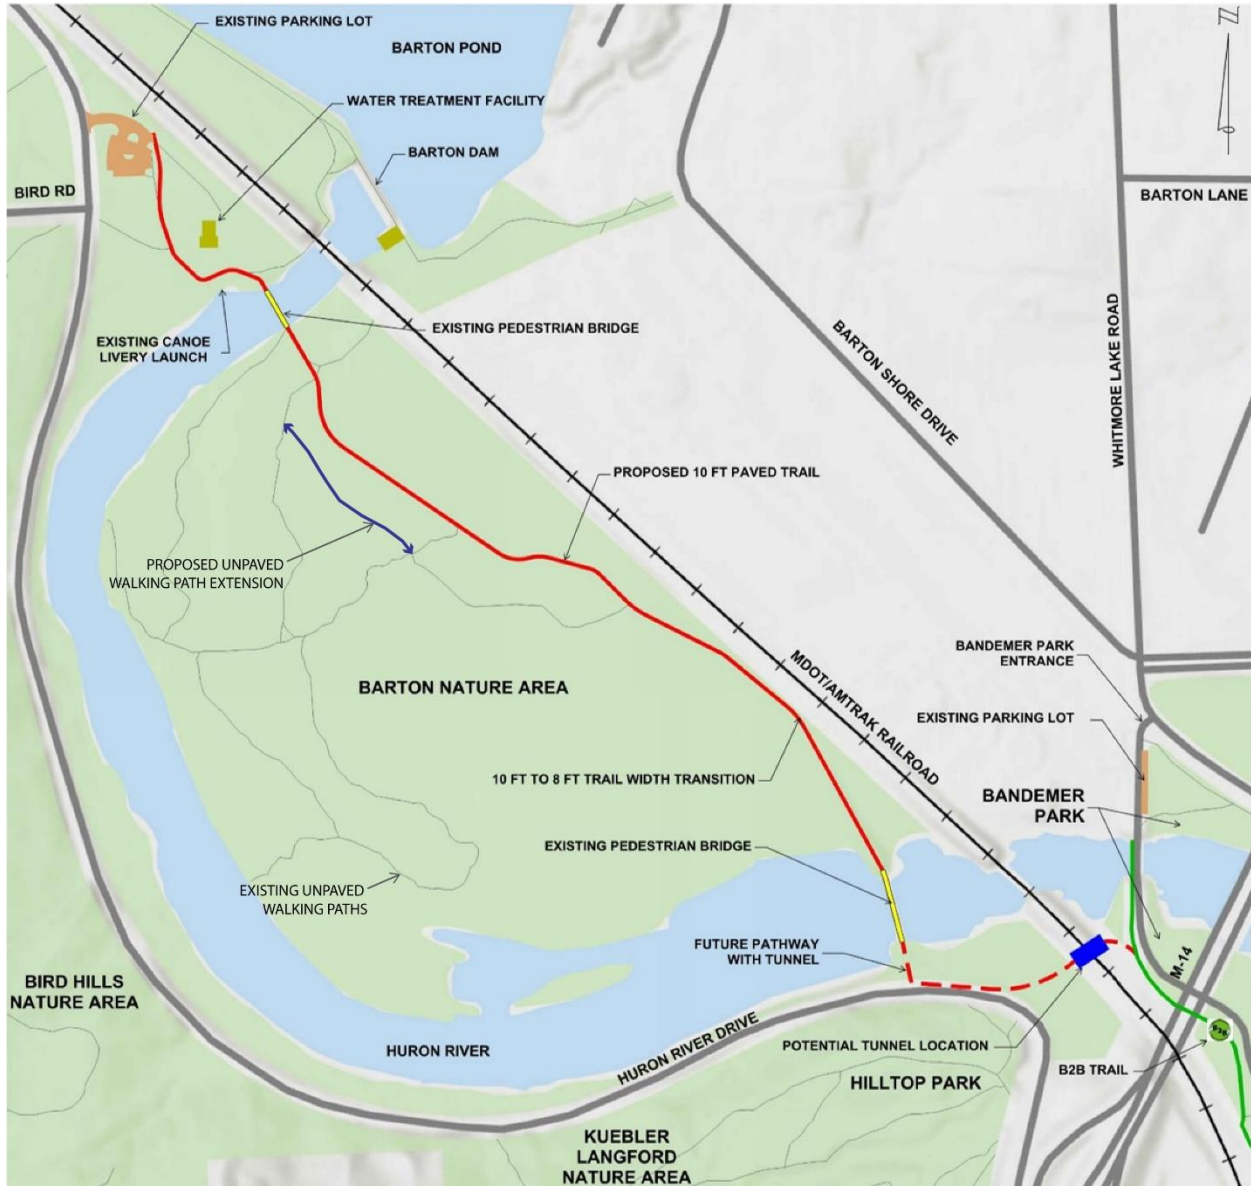 EXISTING PARKING LOT
BARTON POND
WATER TREATMENT FACILITY
BARTON DAM
BIRD RD
BARTON LANE
EXISTING PEDESTRIAN BRIDGE
EXISTING CANOE
LIVERY LAUNCH
BARTON SHORE DRIVE
WHITMORE LAKE ROAD
PROPOSED 10 FT PAVED TRAIL
PROPOSED UNPAVED
WALKING PATH EXTENSION
BANDEMER PARK
ENTRANCE
BARTON NATURE AREA
MDOT/AMTRAK RAILROAD
EXISTING PARKING LOT
10 FT TO 8 FT TRAIL WIDTH TRANSITION
BANDEMER
PARK
EXISTING PEDESTRIAN BRIDGE
EXISTING UNPAVED
WALKING PATHS
FUTURE PATHWAY
WITH TUNNEL
M-14
BIRD HILLS
NATURE AREA
HURON RIVER
HURON RIVER DRIVE
POTENTIAL TUNNEL LOCATION
B2B TRAIL
HILLTOP PARK
KUEBLER
LANGFORD
NATURE AREA